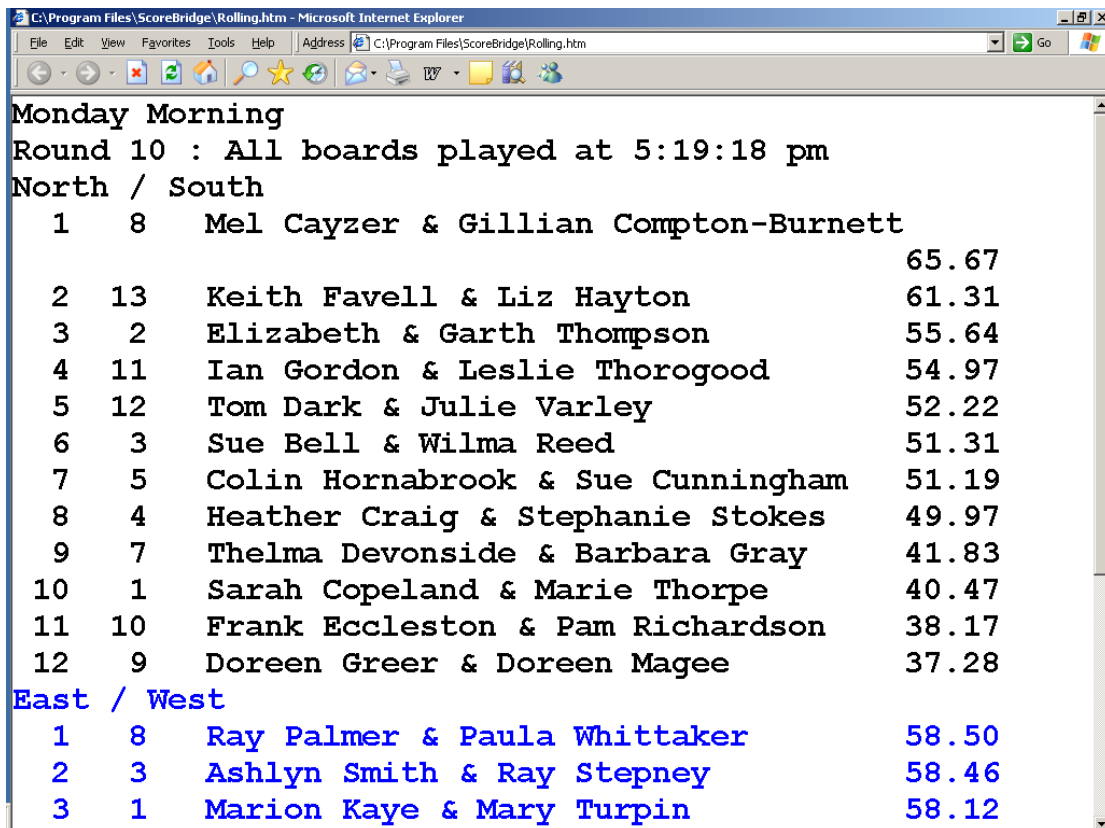 C:\Program Files\ScoreBridge\Rolling.htm - Microsoft Internet Explorer
File Edit View Favorites Tools Help Address C:\Program Files\ScoreBridge\Rolling.htm Go
Monday Morning
Round 10 : All boards played at 5:19:18 pm
North / South
1 8 Mel Cayzer & Gillian Compton-Burnett
65.67
2 13 Keith Favell & Liz Hayton 61.31
3 2 Elizabeth & Garth Thompson 55.64
4 11 Ian Gordon & Leslie Thorogood 54.97
5 12 Tom Dark & Julie Varley 52.22
6 3 Sue Bell & Wilma Reed 51.31
7 5 Colin Hornabrook & Sue Cunningham 51.19
8 4 Heather Craig & Stephanie Stokes 49.97
9 7 Thelma Devonside & Barbara Gray 41.83
10 1 Sarah Copeland & Marie Thorpe 40.47
11 10 Frank Eccleston & Pam Richardson 38.17
12 9 Doreen Greer & Doreen Magee 37.28
East / West
1 8 Ray Palmer & Paula Whittaker 58.50
2 3 Ashlyn Smith & Ray Stepney 58.46
3 1 Marion Kaye & Mary Turpin 58.12